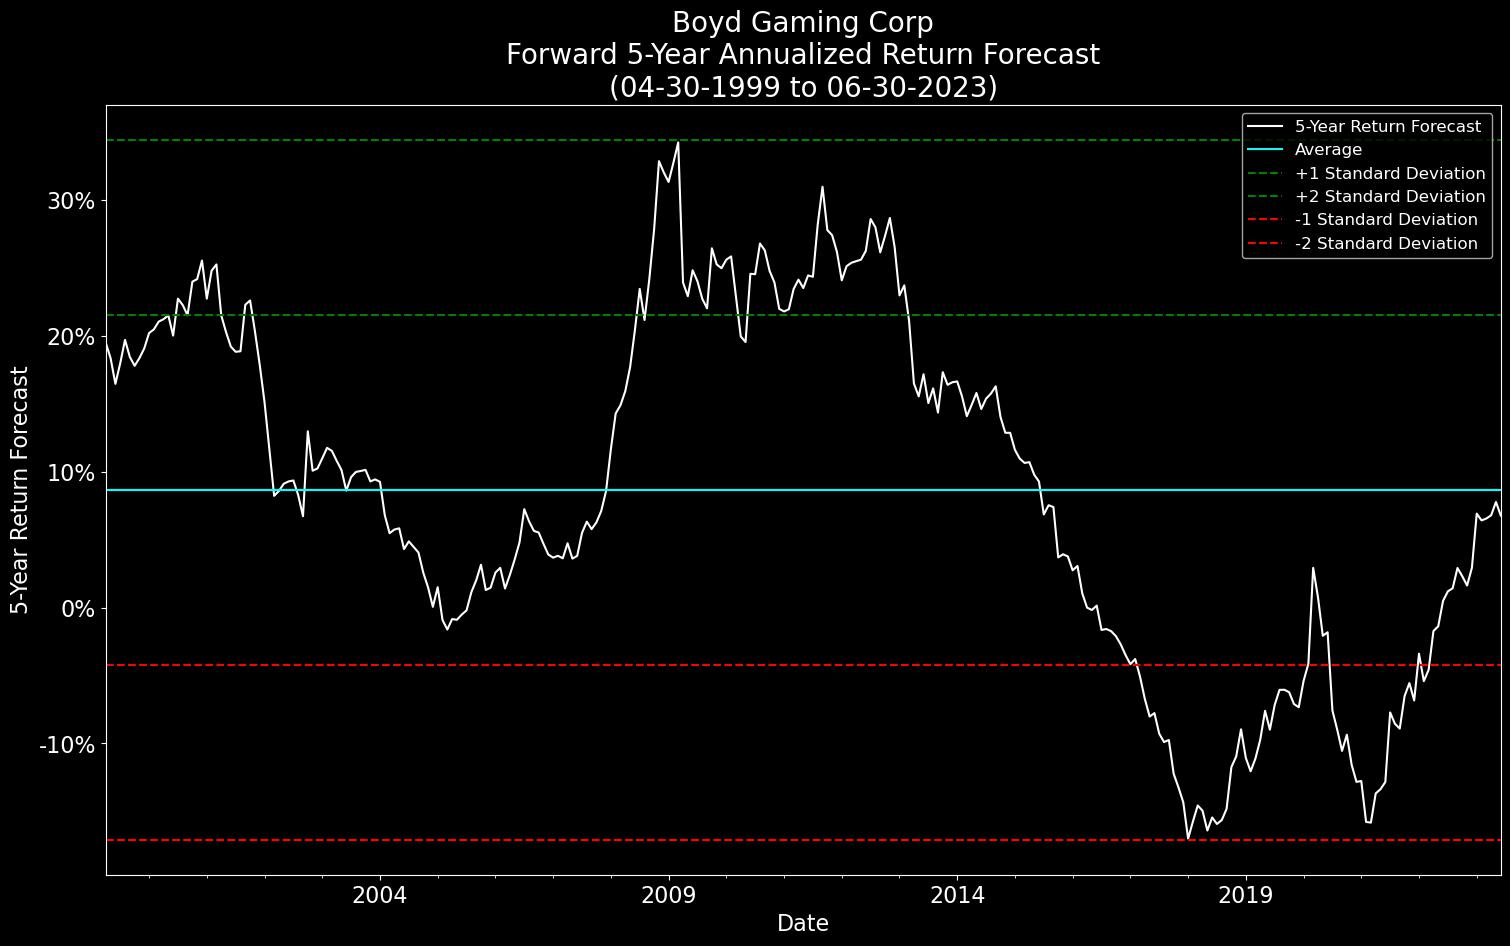 Boyd Gaming Corp
Forward 5-Year Annualized Return Forecast
(04-30-1999 to 06-30-2023)
5-Year Return Forecast
Average
+1 Standard Deviation
+2 Standard Deviation
-1 Standard Deviation
-2 Standard Deviation
30%
20%
10%
0%
-10%
5-Year Return Forecast
2004 2009 2014 2019
Date